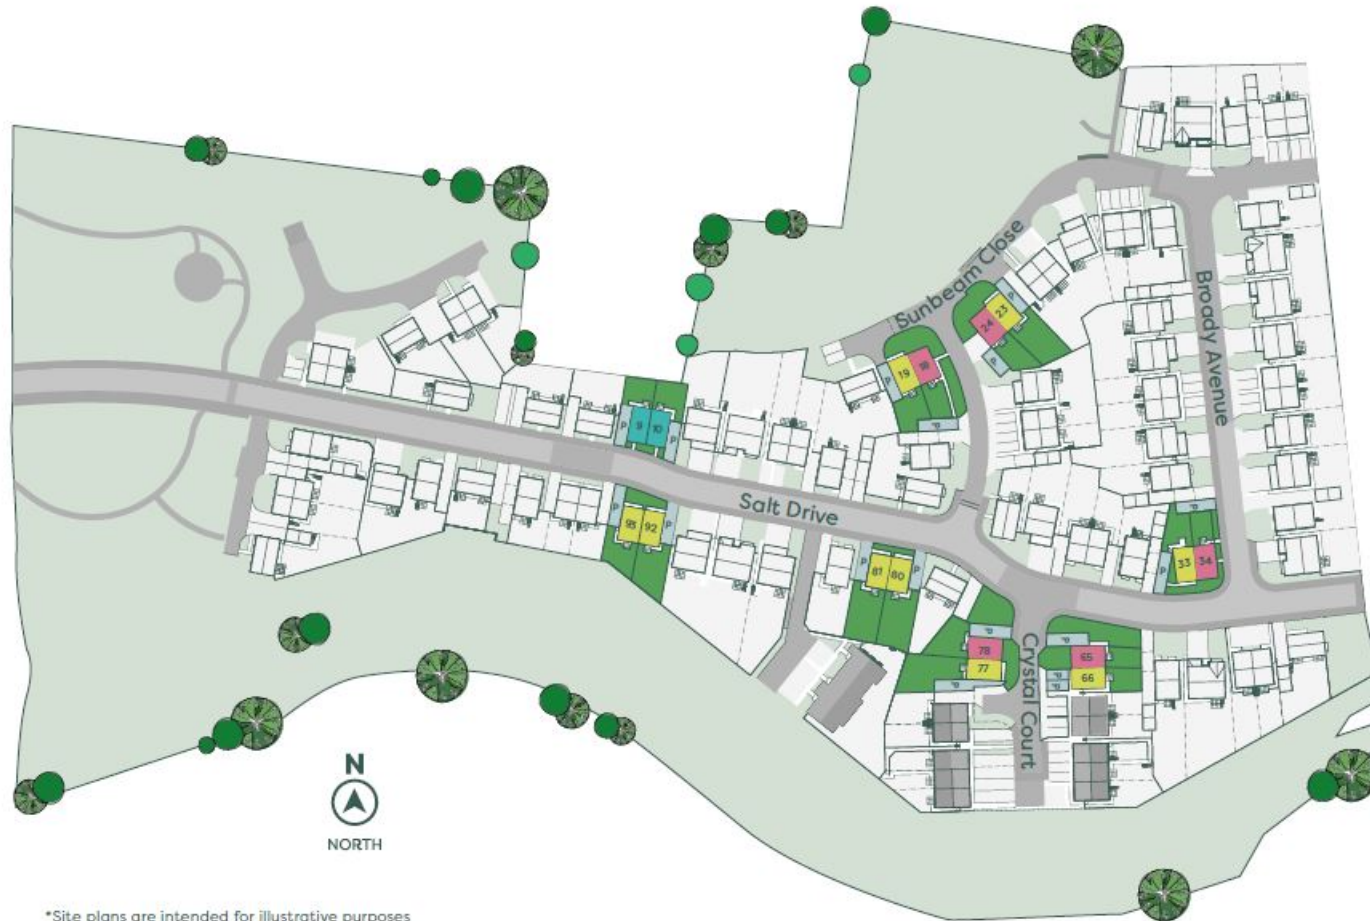 Sunbeam Close
Broady Avenue
23
24
19
18
P
P
P
P
9
10
P
P
Salt Drive
93
92
P
P
81
80
P
P
33
34
P
P
78
77
P
P
Crystal Court
65
66
P
P
P
N
NORTH
*Site plans are intended for illustrative purposes